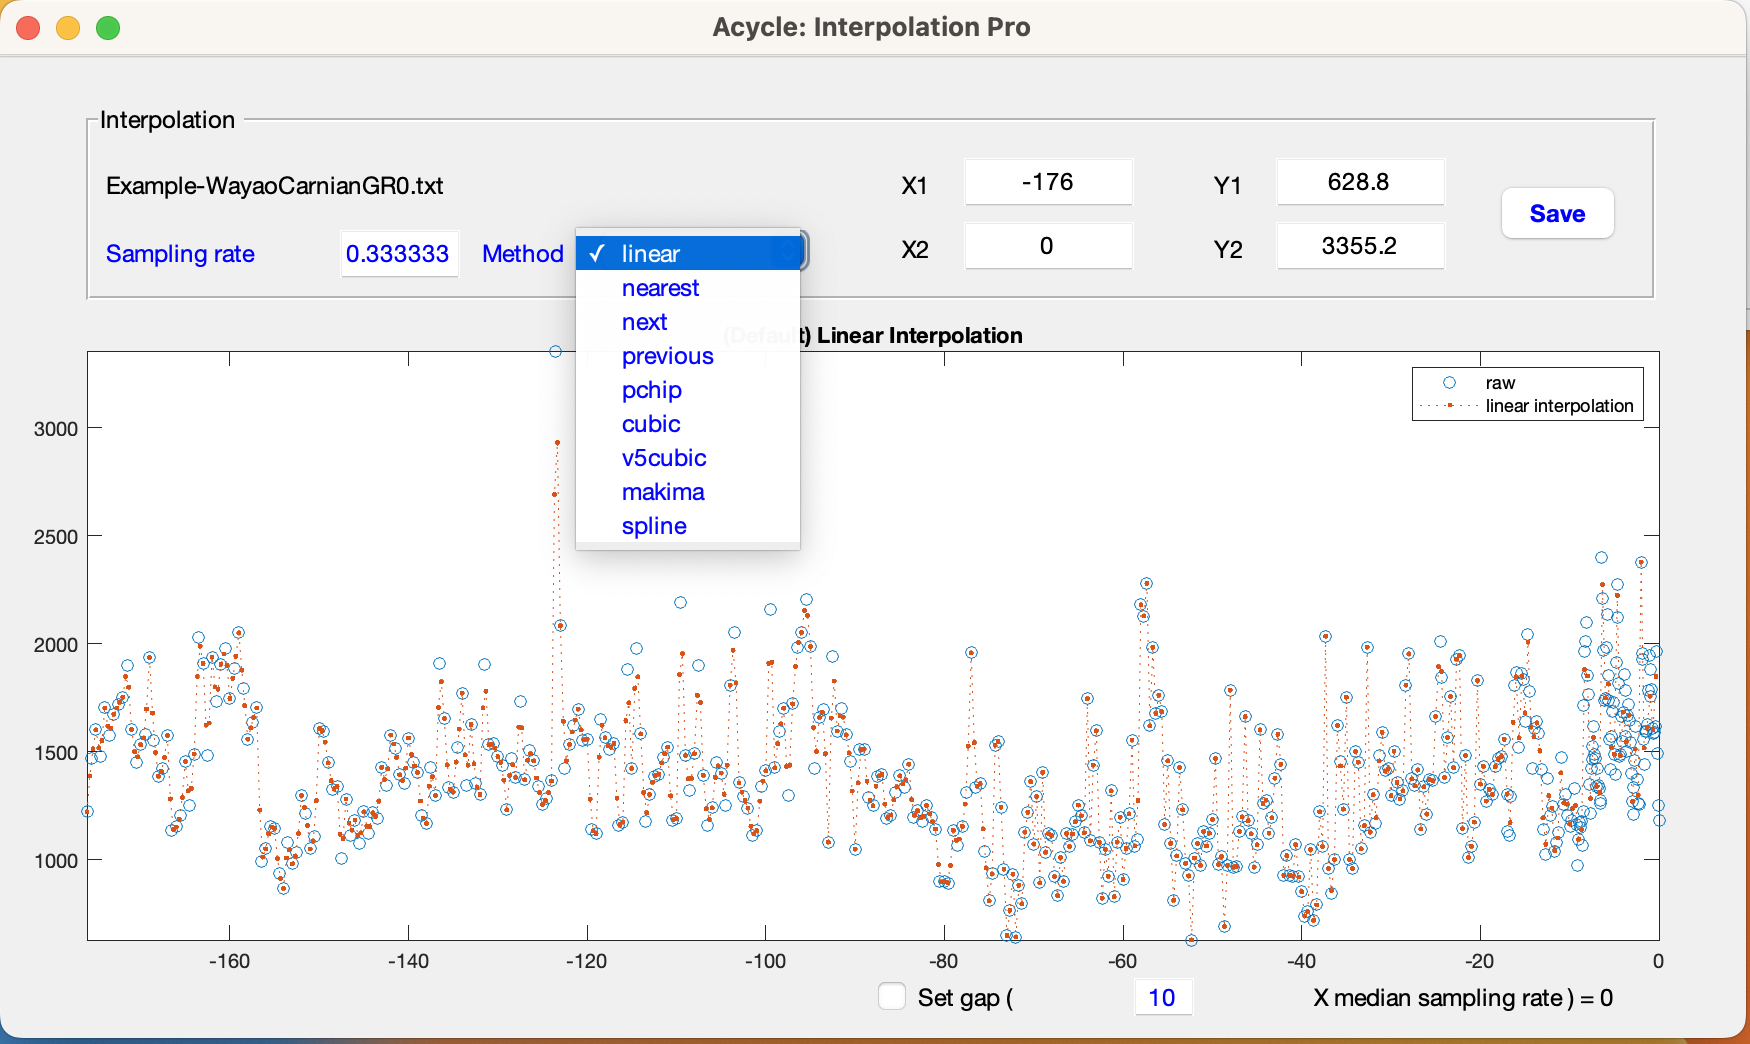 Acycle: Interpolation Pro
Interpolation
Example-WayaoCarnianGR0.txt
X1 -176 Y1 628.8
Save
Sampling rate 0.333333 Method ✓ linear
X2 0 Y2 3355.2
nearest
next
(Default) Linear Interpolation
previous
pchip
cubic
v5cubic
makima
spline
raw
linear interpolation
3000
2500
2000
1500
1000
-160 -140 -120 -100 -80 -60 -40 -20 0
Set gap ( 10 X median sampling rate ) = 0